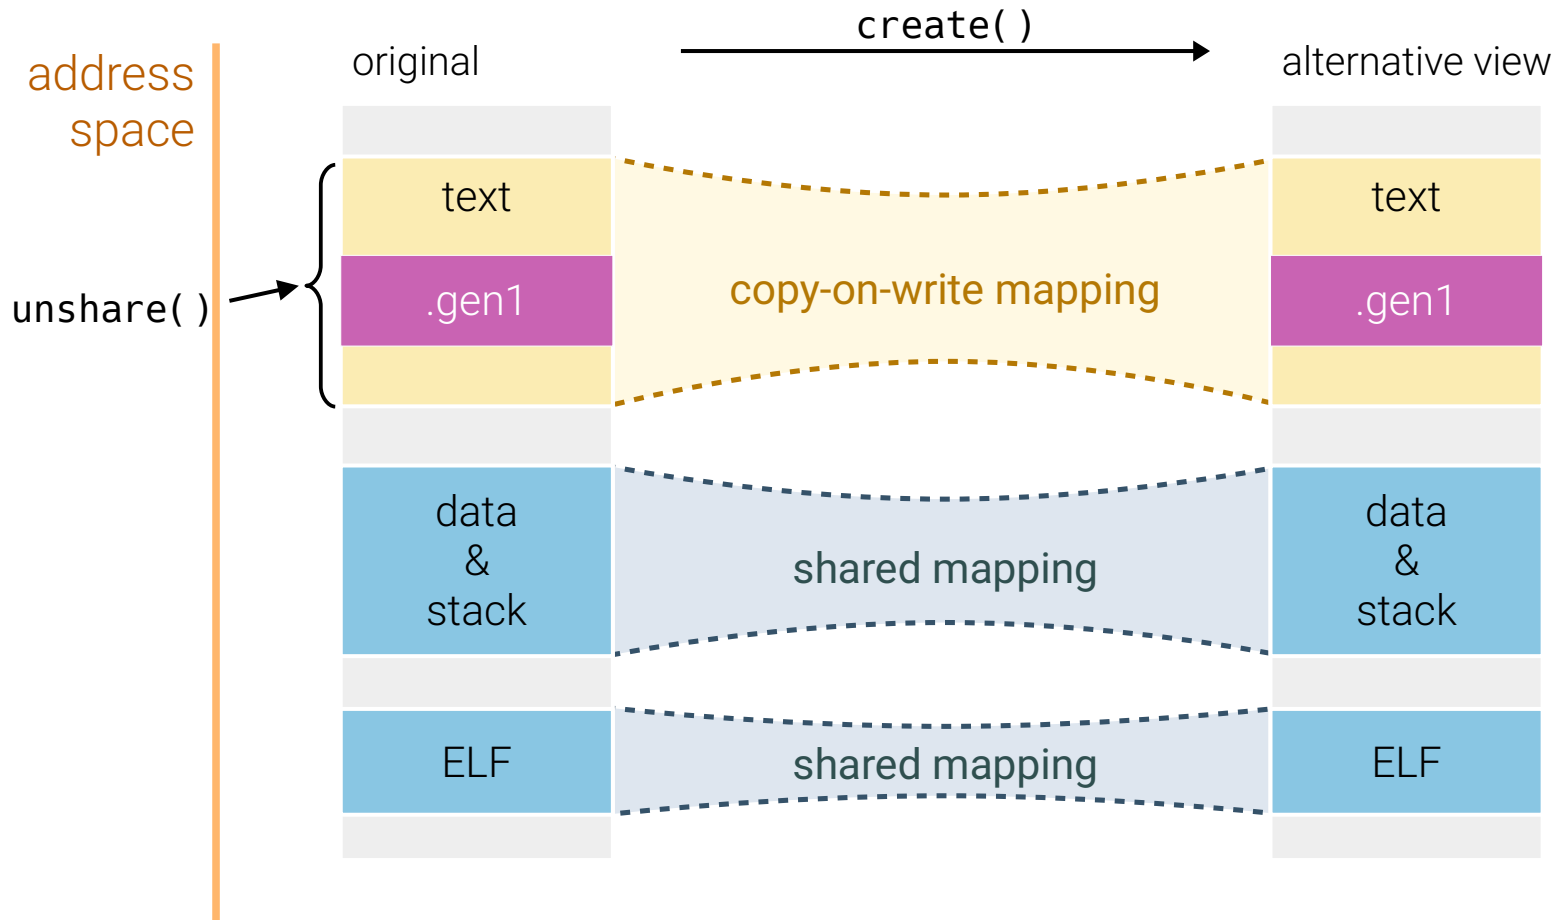 create()
original
alternative view
address
space
text
text
.gen1
copy-on-write mapping
.gen1
unshare()
data
&
stack
shared mapping
data
&
stack
ELF
shared mapping
ELF